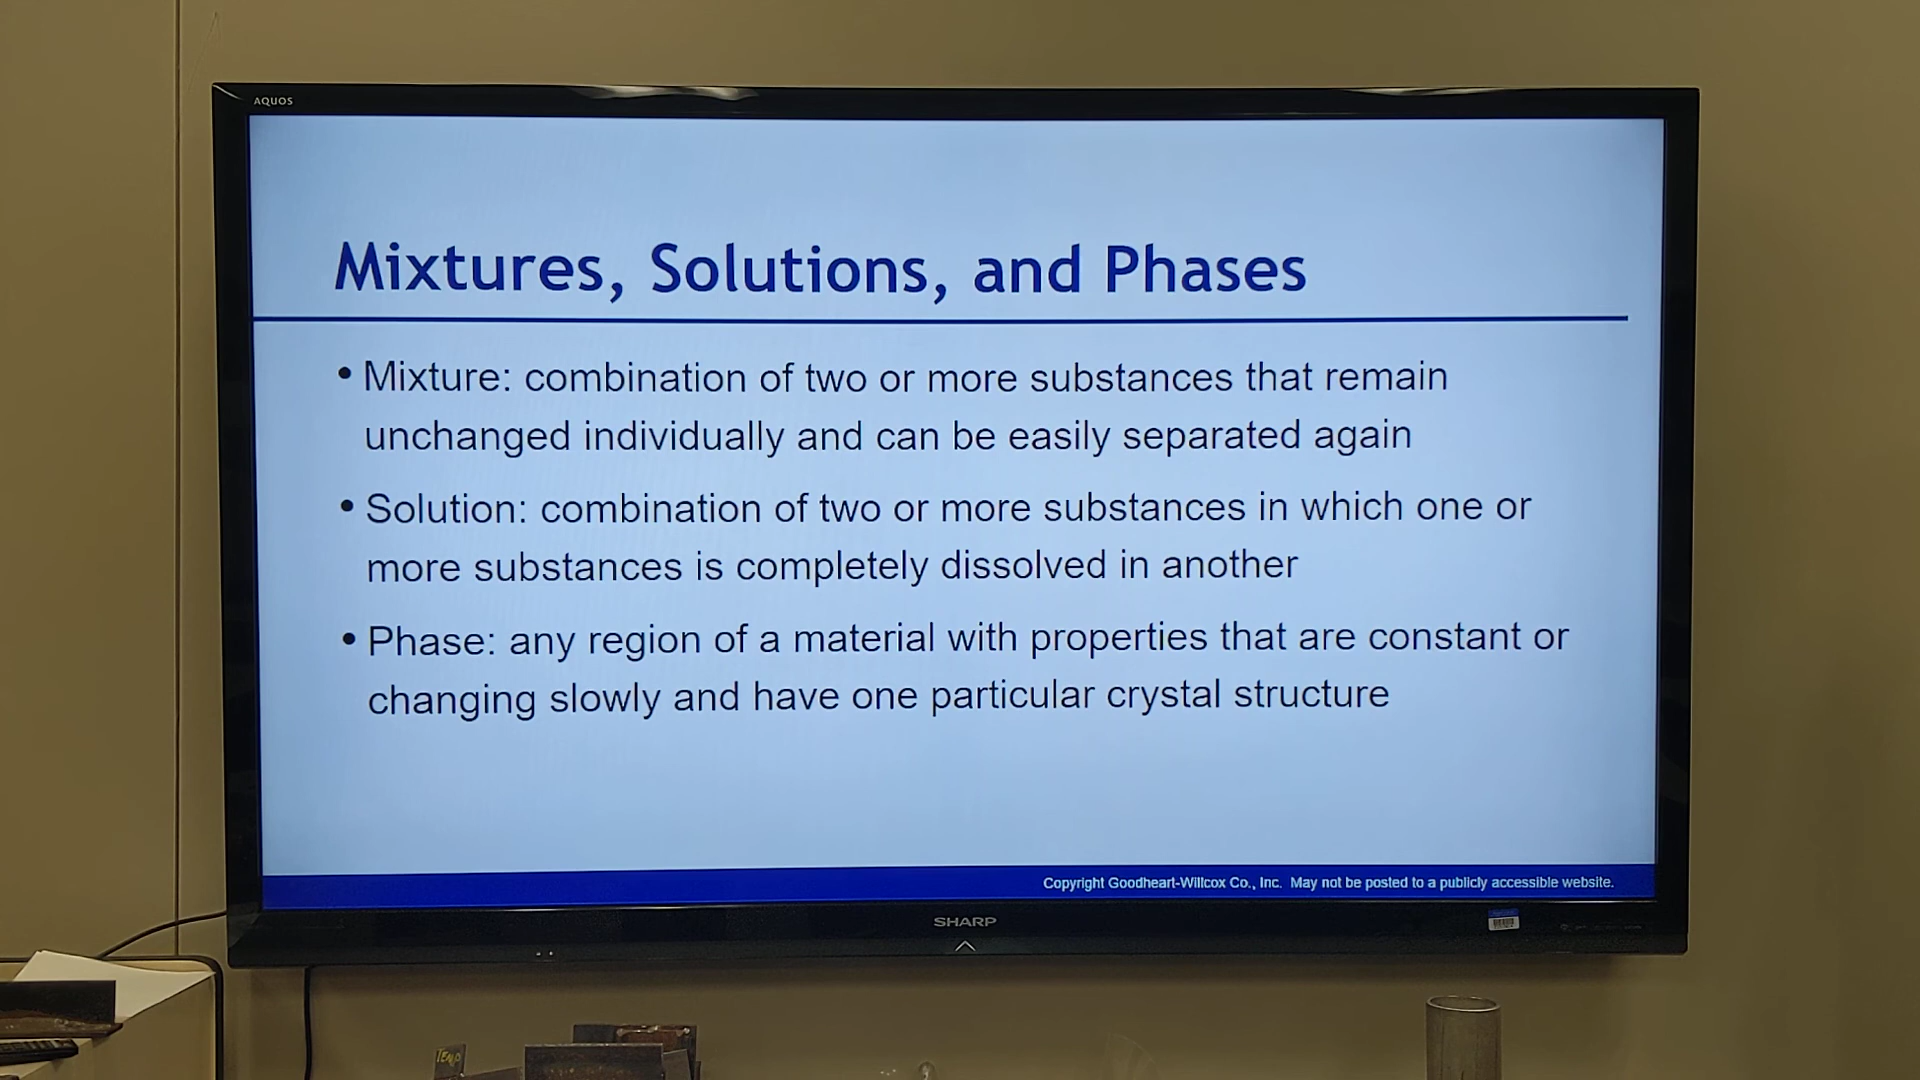 AQUOS
Mixtures, Solutions, and Phases
• Mixture: combination of two or more substances that remain
unchanged individually and can be easily separated again
• Solution: combination of two or more substances in which one or
more substances is completely dissolved in another
• Phase: any region of a material with properties that are constant or
changing slowly and have one particular crystal structure
Copyright Goodheart-Willcox Co., Inc. May not be posted to a publicly accessible website.
SHARP